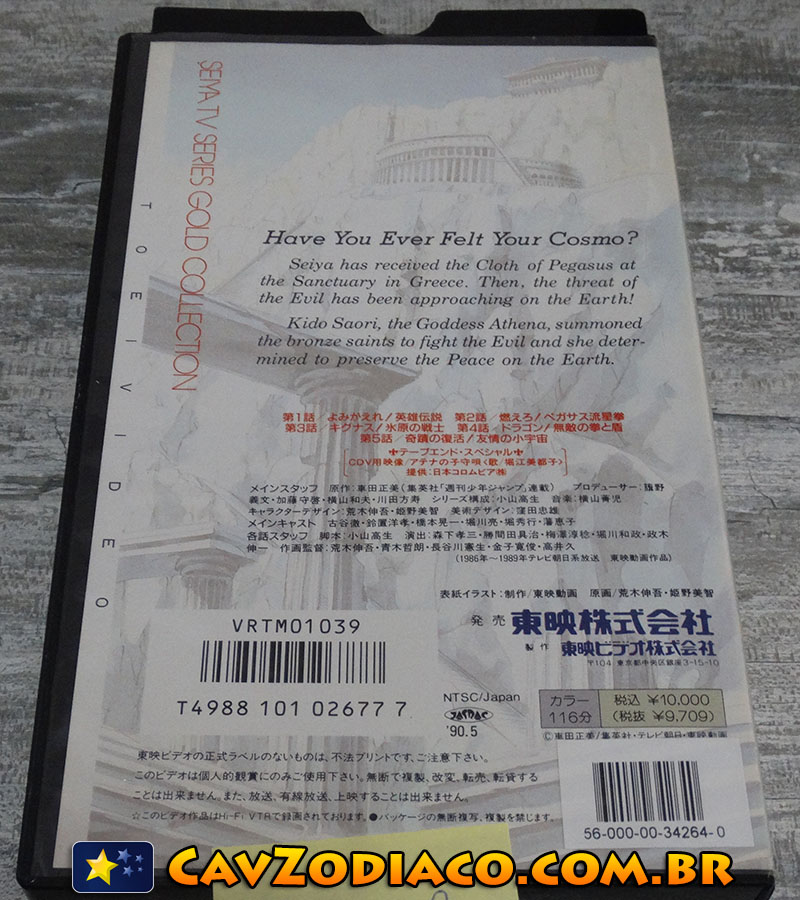 SEIYA TV SERIES GOLD COLLECTION
TOEI VIDEO
Have You Ever Felt Your Cosmo?
Seiya has received the Cloth of Pegasus at
the Sanctuary in Greece. Then, the threat of
the Evil has been approaching on the Earth!
Kido Saori, the Goddess Athena, summoned
the bronze saints to fight the Evil and she deter-
mined to preserve the Peace on the Earth.
第1話/よみがえれ!英雄伝説 第2話/燃えろ!ペガサス流星拳
第3話/キグナス!氷原の戦士 第4話/ドラゴン!無敵の拳と盾
第5話/奇蹟の復活!友情の小宇宙
✤テープエンド・スペシャル✤
CDV用映像/アテナの子守唄〈歌/堀江美都子〉
提供:日本コロムビア㈱
メインスタッフ 原作:車田正美(集英社「週刊少年ジャンプ」連載) プロデューサー:籏野
義文・加藤守啓・横山和夫・川田方寿 シリーズ構成:小山高生 音楽:横山菁児
キャラクターデザイン:荒木伸吾・姫野美智 美術デザイン:窪田忠雄
メインキャスト 古谷徹・鈴置洋孝・橋本晃一・堀川亮・堀秀行・藩恵子
各話スタッフ 脚本:小山高生 演出:森下孝三・勝間田具治・梅澤淳稔・堀川和政・政木
伸一 作画監督:荒木伸吾・青木哲朗・長谷川憲生・金子寛俊・高井久
(1986年〜1989年テレビ朝日系放送 東映動画作品)
表紙イラスト:制作/東映動画 原画/荒木伸吾・姫野美智
発売 東映株式会社
製作 東映ビデオ株式会社
〒104 東京都中央区銀座3-15-10
VRTM01039
T4988 101 02677 7
NTSC/Japan
'90.5
カラー
116分
税込 ¥10,000
(税抜 ¥9,709)
©車田正美/集英社・テレビ朝日・東映動画
東映ビデオの正式ラベルのないものは、不法プリントです、ご注意下さい。
このビデオは個人的観賞にのみご使用下さい。無断で複製、改変、転売、転貸する
ことは出来ません。また、放送、有線放送、上映することは出来ません。
☆このビデオ作品はHi-Fi VTRで録画されております。●パッケージの無断複写、複製を禁じます。
56-000-00-34264-0
CavZodiaco.com.br